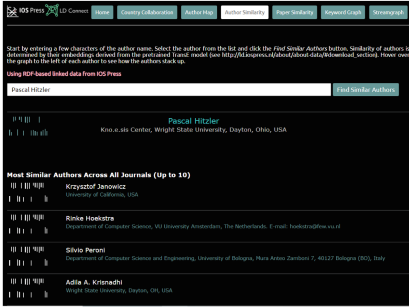 IOS Press LD Connect Home Country Collaboration Author Map Author Similarity Paper Similarity Keyword Graph Streamgraph
Start by entering a few characters of the author name. Select the author from the list and click the Find Similar Authors button. Similarity of authors is
determined by their embeddings derived from the pretrained TransE model (see http://ld.iospress.nl/about/about-data/#download_section). Hover over
the graph to the left of each author to see how the authors stack up.
Using RDF-based linked data from IOS Press
Pascal Hitzler Find Similar Authors
Pascal Hitzler
Kno.e.sis Center, Wright State University, Dayton, Ohio, USA
Most Similar Authors Across All Journals (Up to 10)
Krzysztof Janowicz
University of California, USA
Rinke Hoekstra
Department of Computer Science, VU University Amsterdam, The Netherlands. E-mail: hoekstra@few.vu.nl
Silvio Peroni
Department of Computer Science and Engineering, University of Bologna, Mura Anteo Zamboni 7, 40127 Bologna (BO), Italy
Adila A. Krisnadhi
Wright State University, Dayton, OH, USA